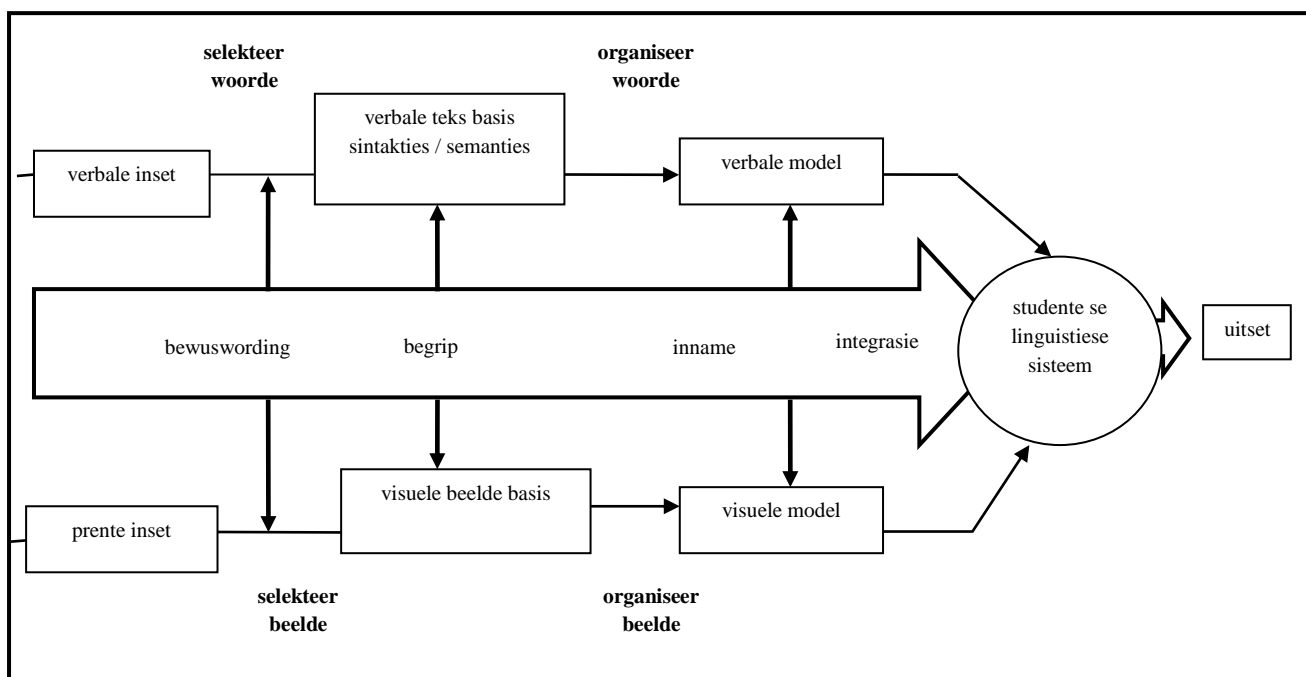 selekteer
woorde
organiseer
woorde
verbale teks basis
sintakties / semanties
verbale inset
verbale model
bewuswording
begrip
inname
integrasie
studente se
linguistiese
sisteem
uitset
visuele beelde basis
visuele model
prente inset
selekteer
beelde
organiseer
beelde